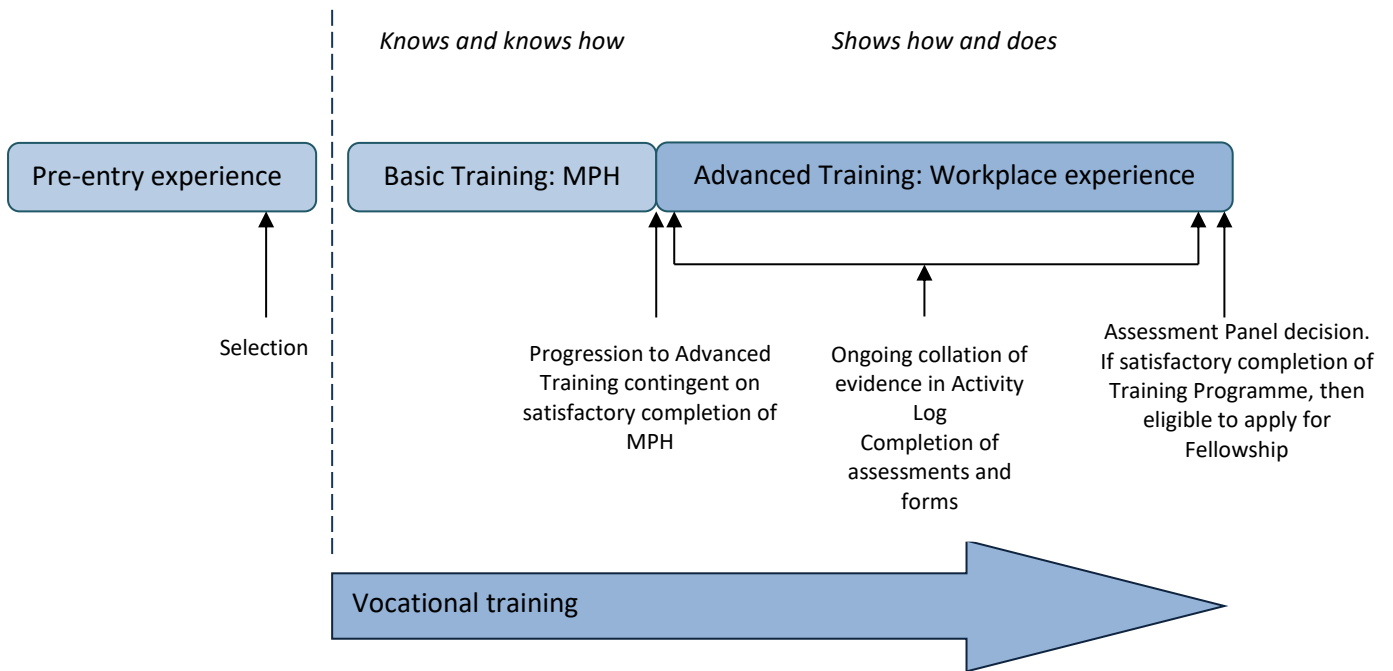 Knows and knows how
Shows how and does
Pre-entry experience
Basic Training: MPH
Advanced Training: Workplace experience
Selection
Progression to Advanced
Training contingent on
satisfactory completion of
MPH
Ongoing collation of
evidence in Activity
Log
Completion of
assessments and
forms
Assessment Panel decision.
If satisfactory completion of
Training Programme, then
eligible to apply for
Fellowship
Vocational training